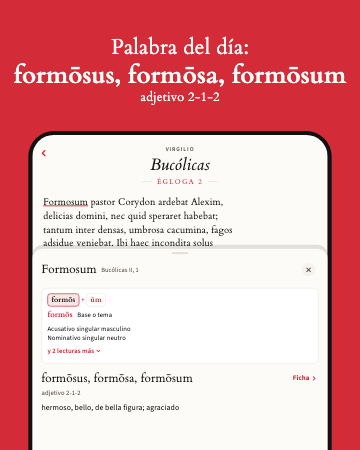 Palabra del día:
formōsus, formōsa, formōsum
adjetivo 2-1-2
VIRGILIO
Bucólicas
ÉGLOGA 2
Formosum pastor Corydon ardebat Alexim,
delicias domini, nec quid speraret habebat;
tantum inter densas, umbrosa cacumina, fagos
adsidue veniebat. Ibi haec incondita solus
Formosum Bucólicas II, 1
formōs + üm
formōs Base o tema
Acusativo singular masculino
Nominativo singular neutro
y 2 lecturas más
formōsus, formōsa, formōsum Ficha
adjetivo 2-1-2
hermoso, bello, de bella figura; agraciado